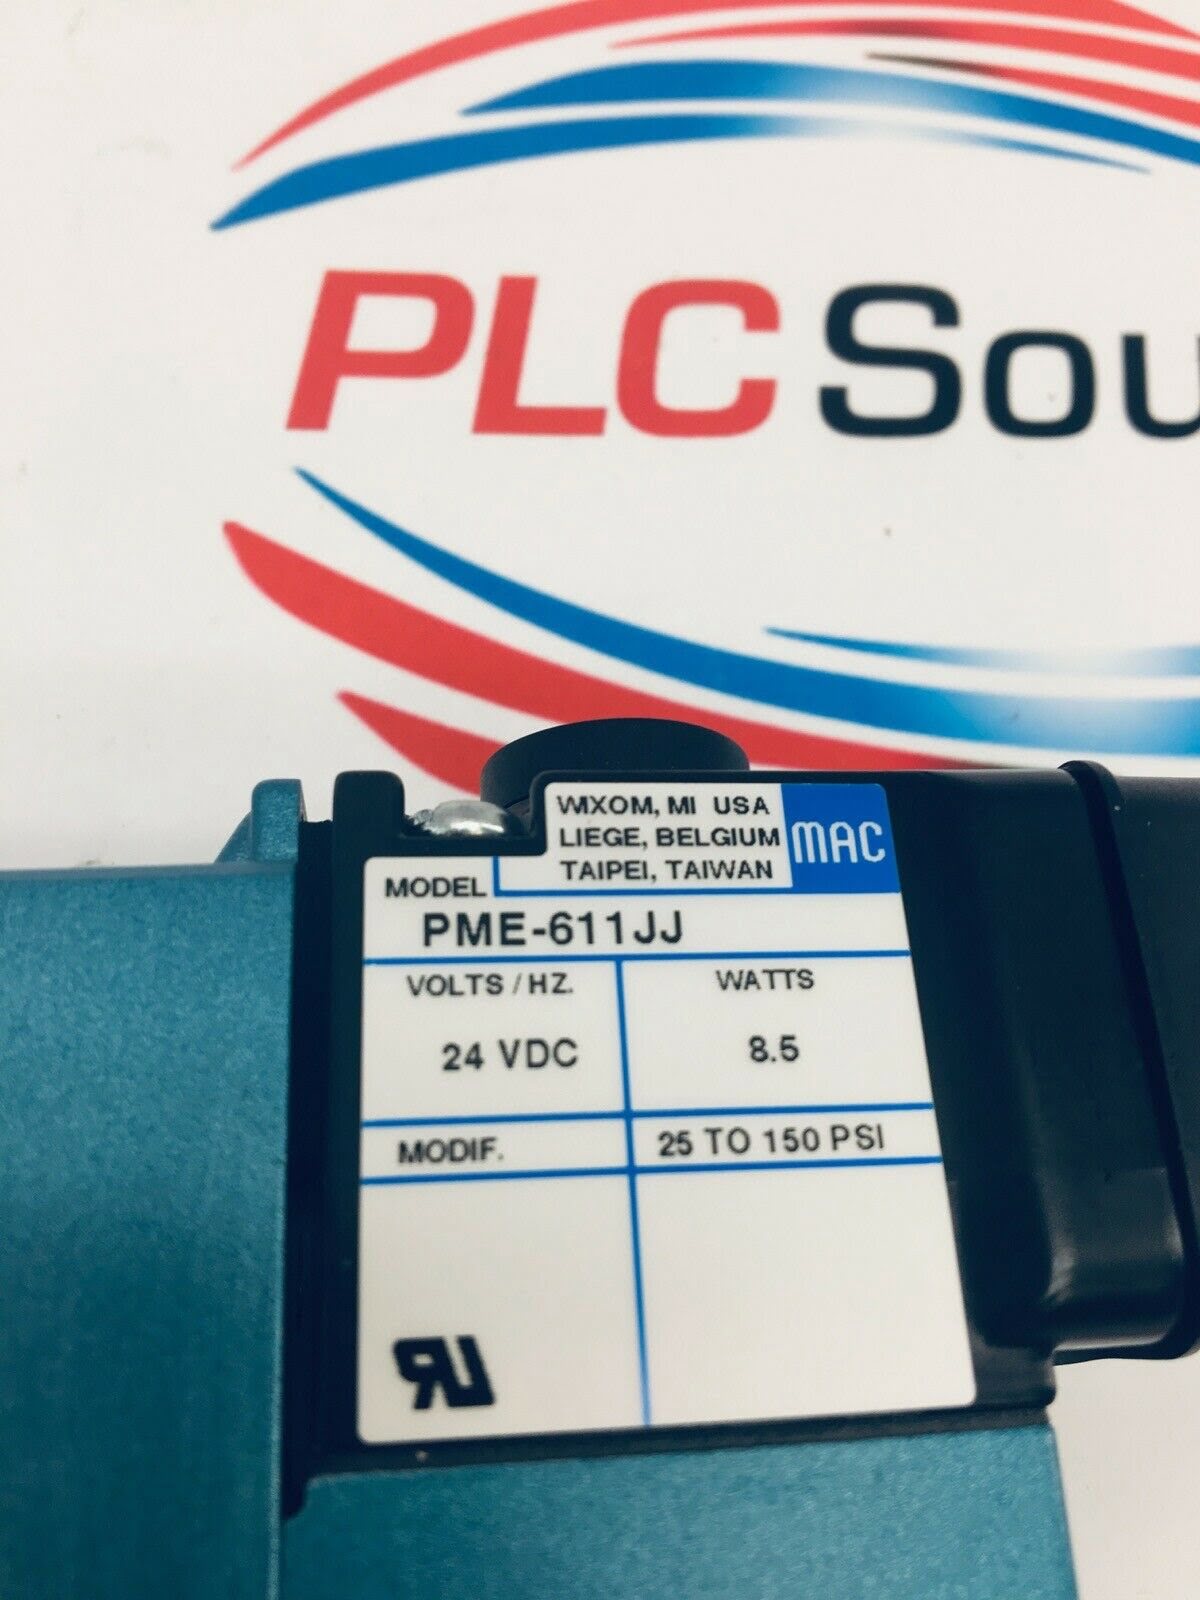 PLC Sou
WIXOM, MI USA
LIEGE, BELGIUM
TAIPEI, TAIWAN
MAC
MODEL
PME-611JJ
VOLTS / HZ.
WATTS
24 VDC
8.5
MODIF.
25 TO 150 PSI
UR